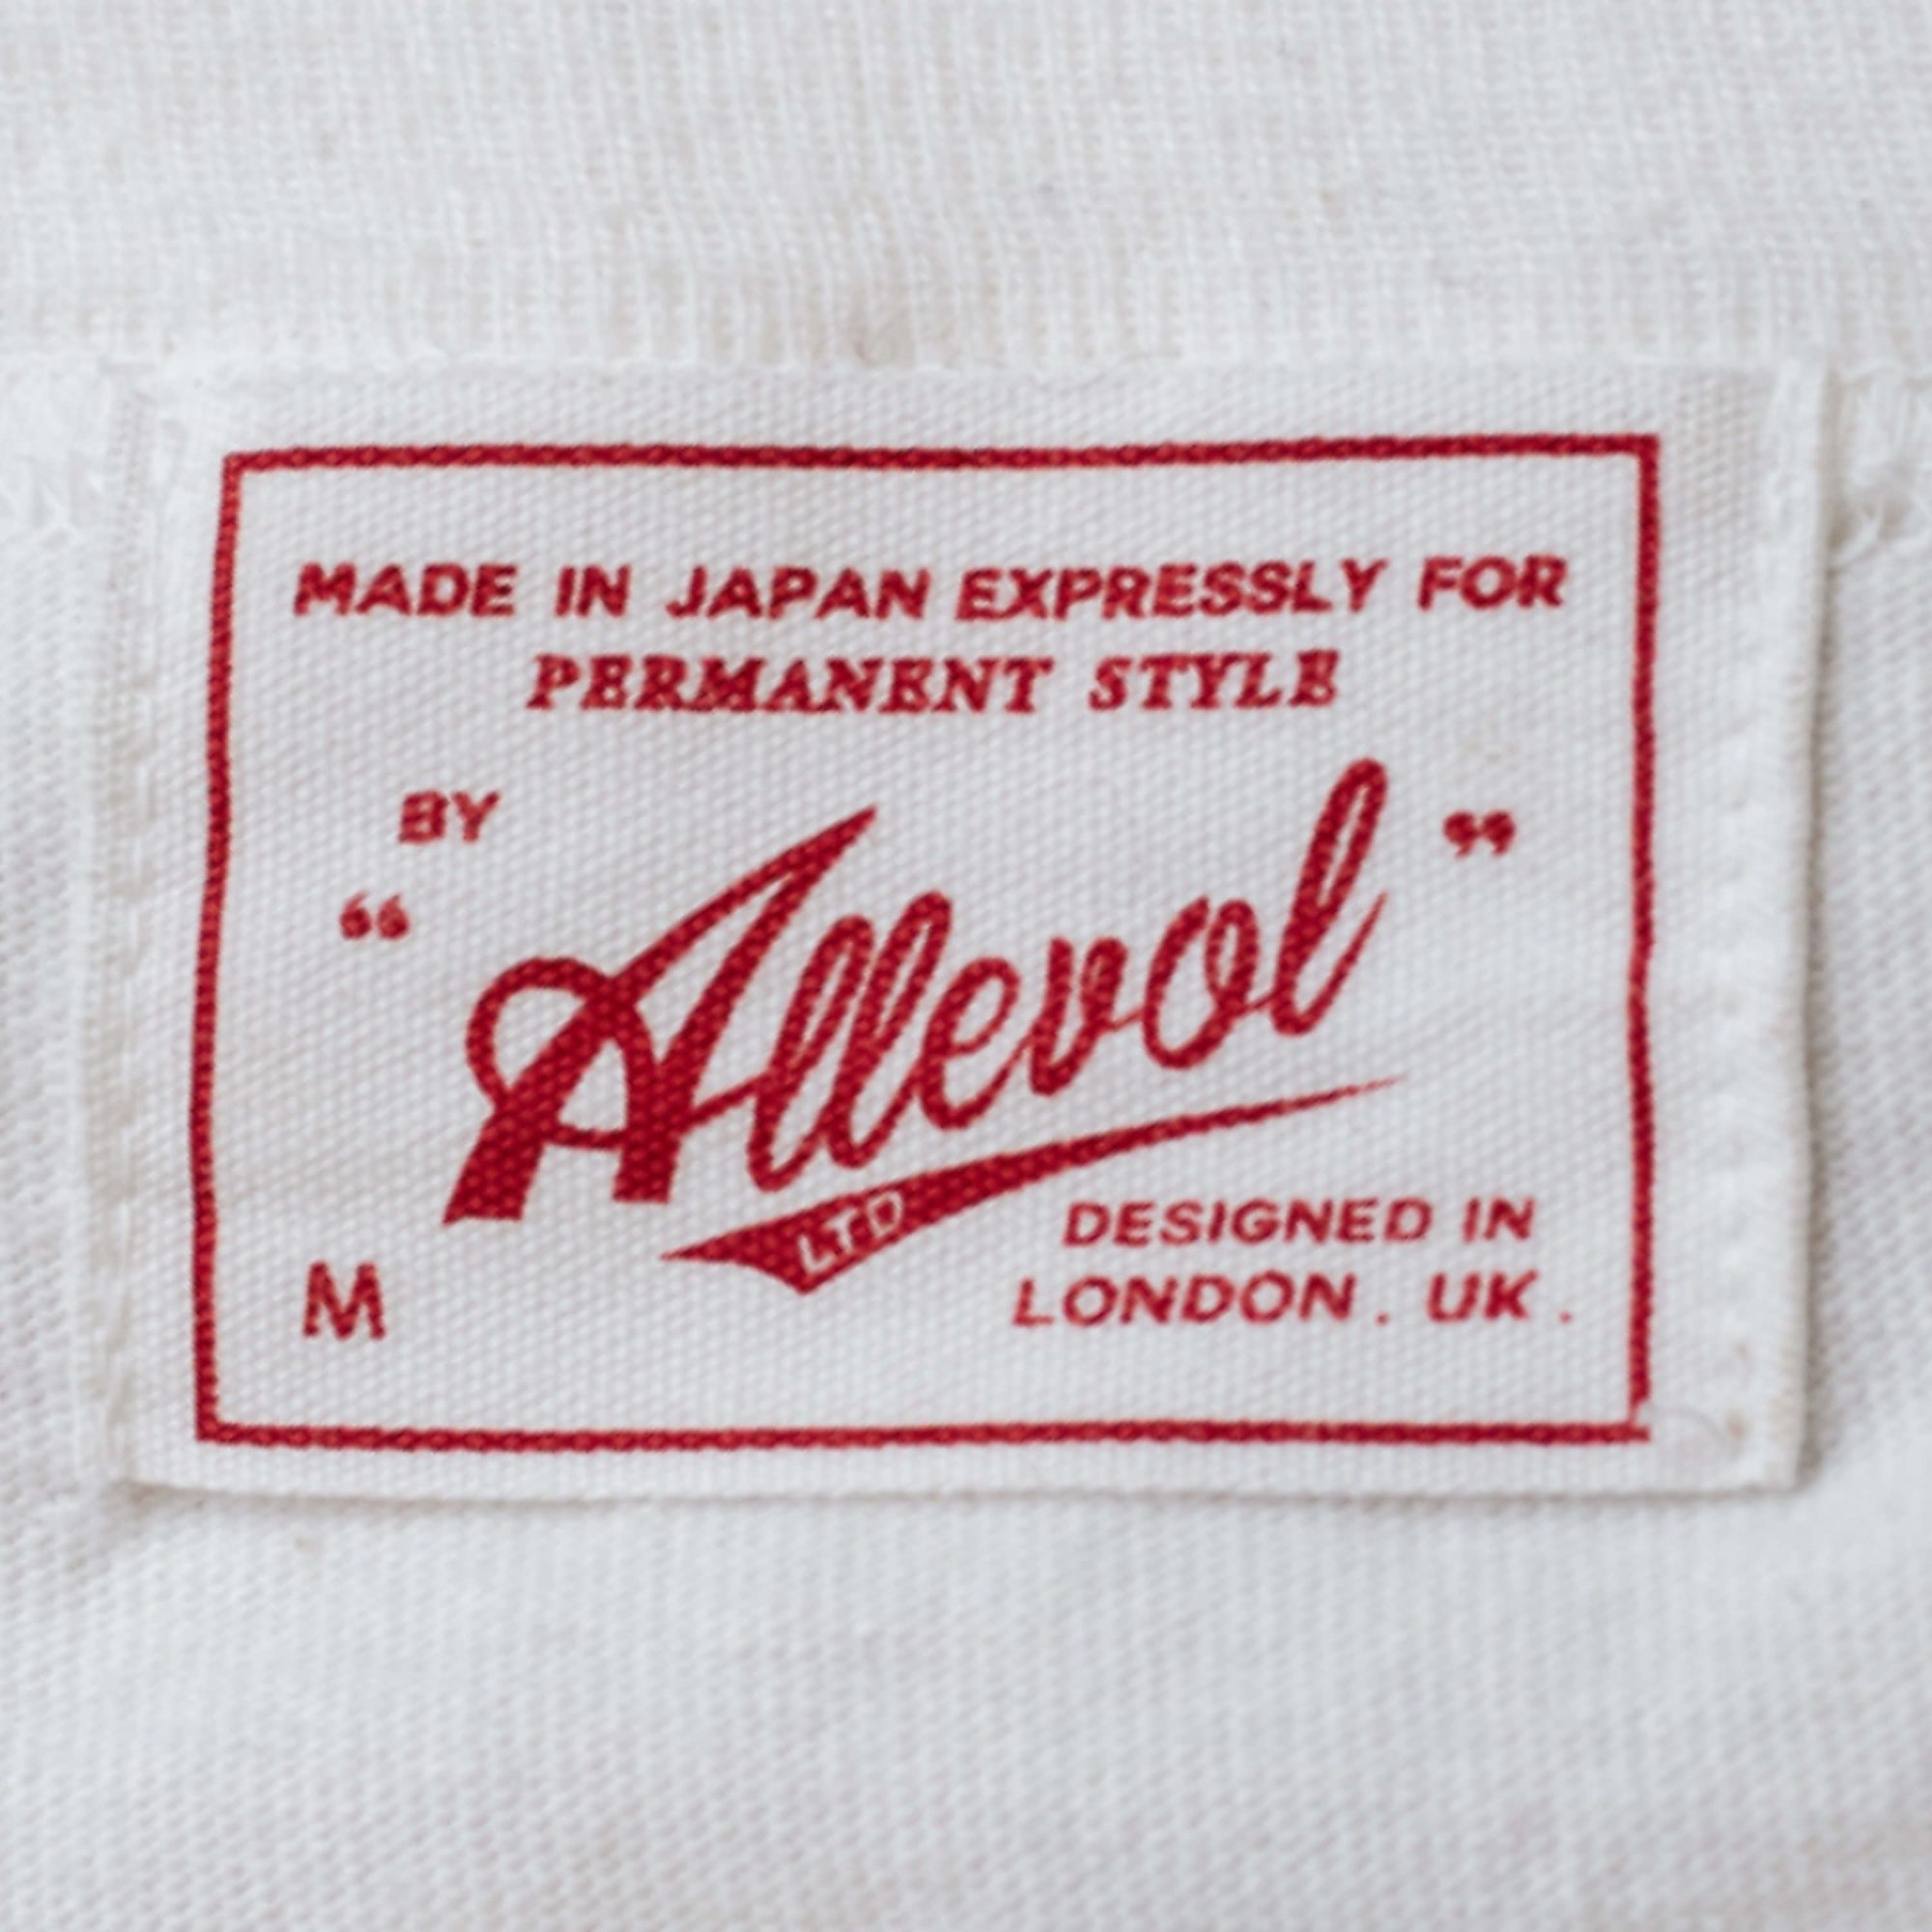 MADE IN JAPAN EXPRESSLY FOR
PERMANENT STYLE
BY
“Allevol”
LTD
DESIGNED IN
LONDON. UK.
M